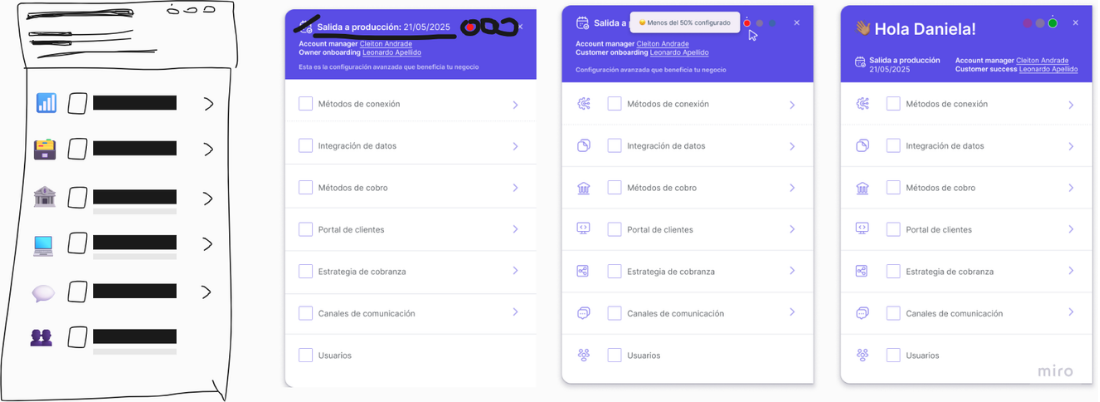 Salida a producción: 21/05/2025
Account manager Cleiton Andrade
Owner onboarding Leonardo Apellido
Esta es la configuración avanzada que beneficia tu negocio
Métodos de conexión
Integración de datos
Métodos de cobro
Portal de clientes
Estrategia de cobranza
Canales de comunicación
Usuarios
Salida a p
Menos del 50% configurado
Account manager Cleiton Andrade
Customer onboarding Leonardo Apellido
Configuración avanzada que beneficia tu negocio
Métodos de conexión
Integración de datos
Métodos de cobro
Portal de clientes
Estrategia de cobranza
Canales de comunicación
Usuarios
Hola Daniela!
Salida a producción
21/05/2025
Account manager Cleiton Andrade
Customer success Leonardo Apellido
Métodos de conexión
Integración de datos
Métodos de cobro
Portal de clientes
Estrategia de cobranza
Canales de comunicación
Usuarios
miro